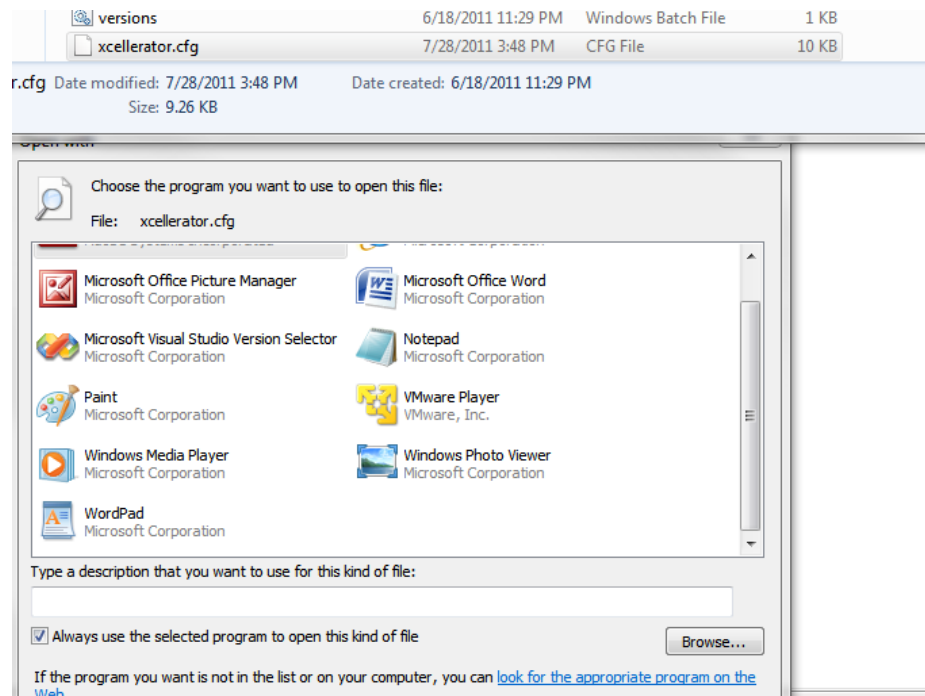 versions 6/18/2011 11:29 PM Windows Batch File 1 KB
xcellerator.cfg 7/28/2011 3:48 PM CFG File 10 KB
r.cfg Date modified: 7/28/2011 3:48 PM Date created: 6/18/2011 11:29 PM
Size: 9.26 KB
Open with
Choose the program you want to use to open this file:
File: xcellerator.cfg
Microsoft Office Picture Manager Microsoft Office Word
Microsoft Corporation Microsoft Corporation
Microsoft Visual Studio Version Selector Notepad
Microsoft Corporation Microsoft Corporation
Paint VMware Player
Microsoft Corporation VMware, Inc.
Windows Media Player Windows Photo Viewer
Microsoft Corporation Microsoft Corporation
WordPad
Microsoft Corporation
Type a description that you want to use for this kind of file:
Always use the selected program to open this kind of file
Browse...
If the program you want is not in the list or on your computer, you can look for the appropriate program on the
Web